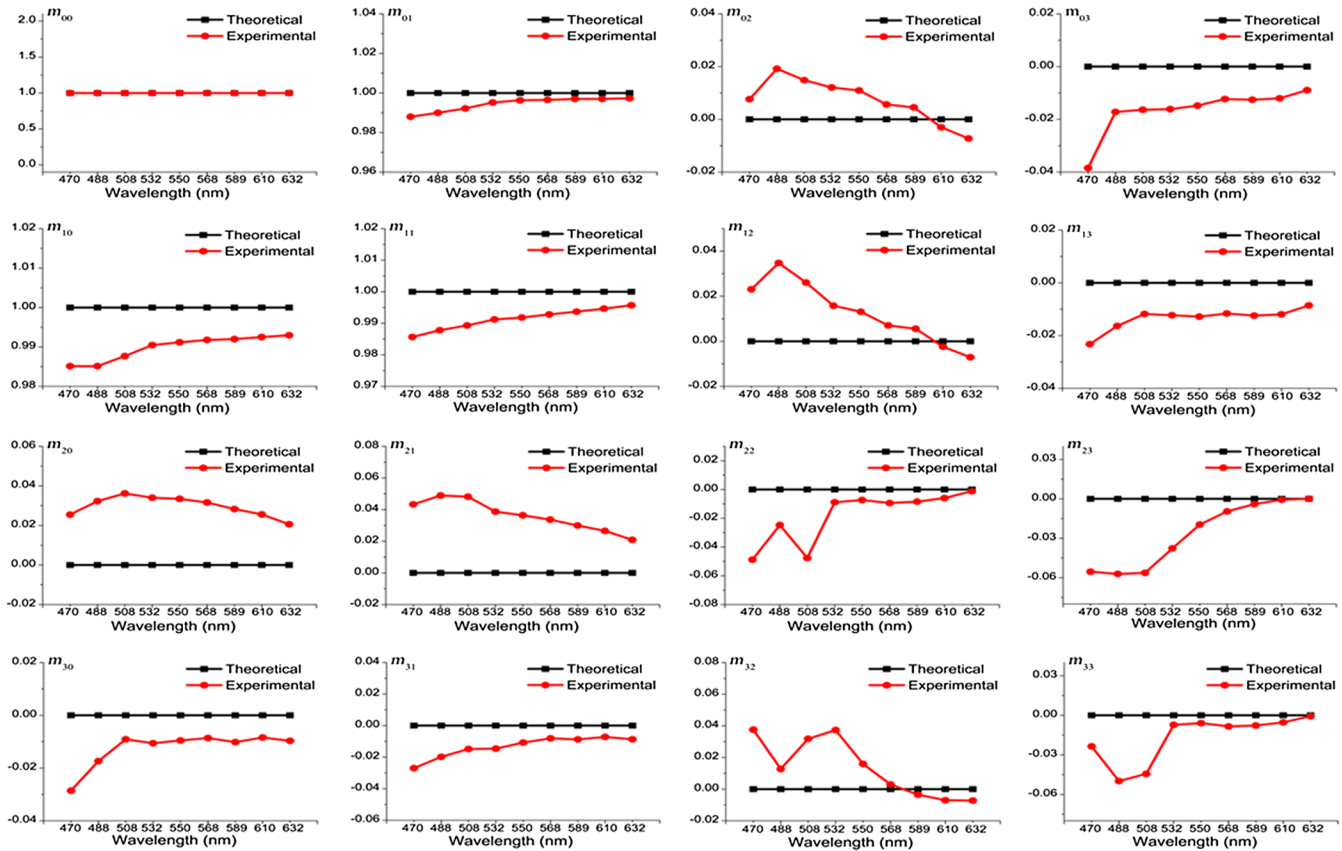 m00 Theoretical
Experimental
2.0
1.5
1.0
0.5
0.0
470 488 508 532 550 568 589 610 632
Wavelength (nm)
m01 Theoretical
Experimental
1.04
1.02
1.00
0.98
0.96
470 488 508 532 550 568 589 610 632
Wavelength (nm)
m02 Theoretical
Experimental
0.04
0.02
0.00
-0.02
470 488 508 532 550 568 589 610 632
Wavelength (nm)
m03 Theoretical
Experimental
0.02
0.00
-0.02
-0.04
470 488 508 532 550 568 589 610 632
Wavelength (nm)
m10 Theoretical
Experimental
1.02
1.01
1.00
0.99
0.98
470 488 508 532 550 568 589 610 632
Wavelength (nm)
m11 Theoretical
Experimental
1.02
1.01
1.00
0.99
0.98
0.97
470 488 508 532 550 568 589 610 632
Wavelength (nm)
m12 Theoretical
Experimental
0.04
0.02
0.00
-0.02
470 488 508 532 550 568 589 610 632
Wavelength (nm)
m13 Theoretical
Experimental
0.02
0.00
-0.02
-0.04
470 488 508 532 550 568 589 610 632
Wavelength (nm)
m20 Theoretical
Experimental
0.06
0.04
0.02
0.00
-0.02
470 488 508 532 550 568 589 610 632
Wavelength (nm)
m21 Theoretical
Experimental
0.08
0.06
0.04
0.02
0.00
-0.02
470 488 508 532 550 568 589 610 632
Wavelength (nm)
m22 Theoretical
Experimental
0.02
0.00
-0.02
-0.04
-0.06
-0.08
470 488 508 532 550 568 589 610 632
Wavelength (nm)
m23 Theoretical
Experimental
0.03
0.00
-0.03
-0.06
470 488 508 532 550 568 589 610 632
Wavelength (nm)
m30 Theoretical
Experimental
0.02
0.00
-0.02
-0.04
470 488 508 532 550 568 589 610 632
Wavelength (nm)
m31 Theoretical
Experimental
0.04
0.02
0.00
-0.02
-0.04
-0.06
470 488 508 532 550 568 589 610 632
Wavelength (nm)
m32 Theoretical
Experimental
0.08
0.06
0.04
0.02
0.00
-0.02
470 488 508 532 550 568 589 610 632
Wavelength (nm)
m33 Theoretical
Experimental
0.03
0.00
-0.03
-0.06
470 488 508 532 550 568 589 610 632
Wavelength (nm)